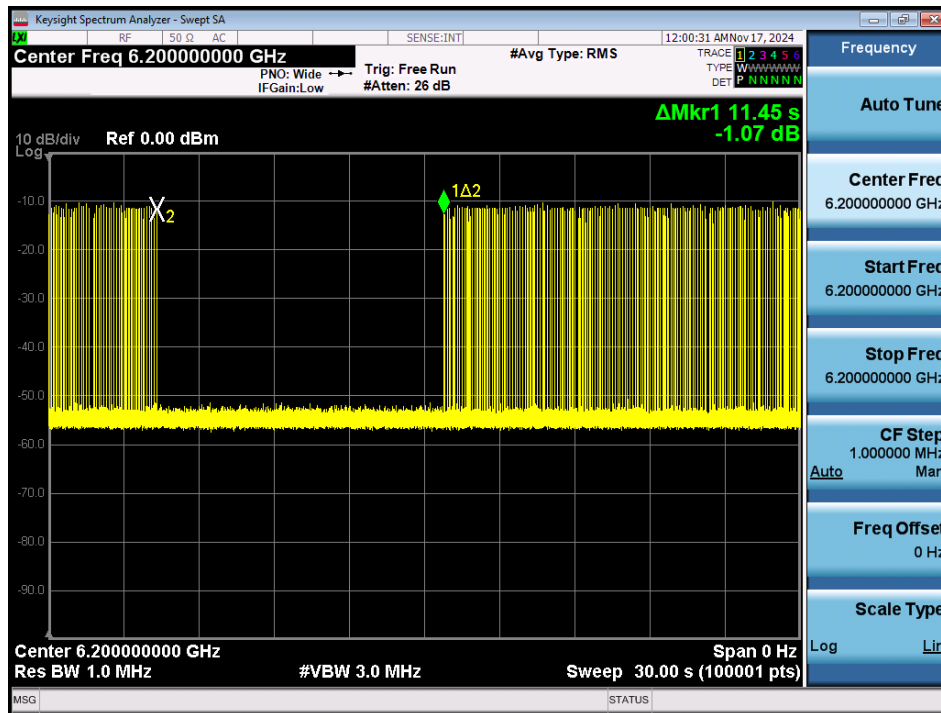 Keysight Spectrum Analyzer - Swept SA
LXI RF 50 Ω AC SENSE:INT 12:00:31 AM Nov 17, 2024
Center Freq 6.200000000 GHz #Avg Type: RMS TRACE 1 2 3 4 5 6
PNO: Wide Trig: Free Run TYPE W W W W W W
IFGain:Low #Atten: 26 dB DET P N N N N N
ΔMkr1 11.45 s
-1.07 dB
10 dB/div Ref 0.00 dBm
Log
1Δ2
2
-10.0
-20.0
-30.0
-40.0
-50.0
-60.0
-70.0
-80.0
-90.0
Center 6.200000000 GHz Span 0 Hz
Res BW 1.0 MHz #VBW 3.0 MHz Sweep 30.00 s (100001 pts)
MSG STATUS
Frequency
Auto Tune
Center Freq
6.200000000 GHz
Start Freq
6.200000000 GHz
Stop Freq
6.200000000 GHz
CF Step
1.000000 MHz
Auto Man
Freq Offset
0 Hz
Scale Type
Log Lin